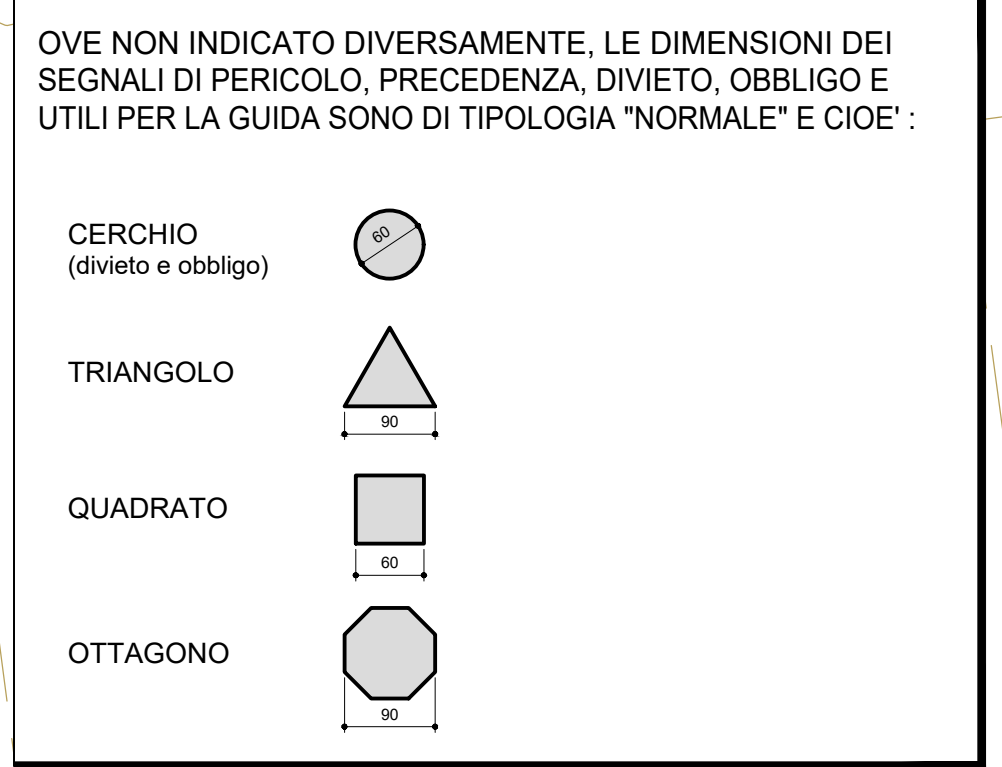 OVE NON INDICATO DIVERSAMENTE, LE DIMENSIONI DEI
SEGNALI DI PERICOLO, PRECEDENZA, DIVIETO, OBBLIGO E
UTILI PER LA GUIDA SONO DI TIPOLOGIA "NORMALE" E CIOE' :
CERCHIO
(divieto e obbligo)
60
TRIANGOLO
90
QUADRATO
60
OTTAGONO
90